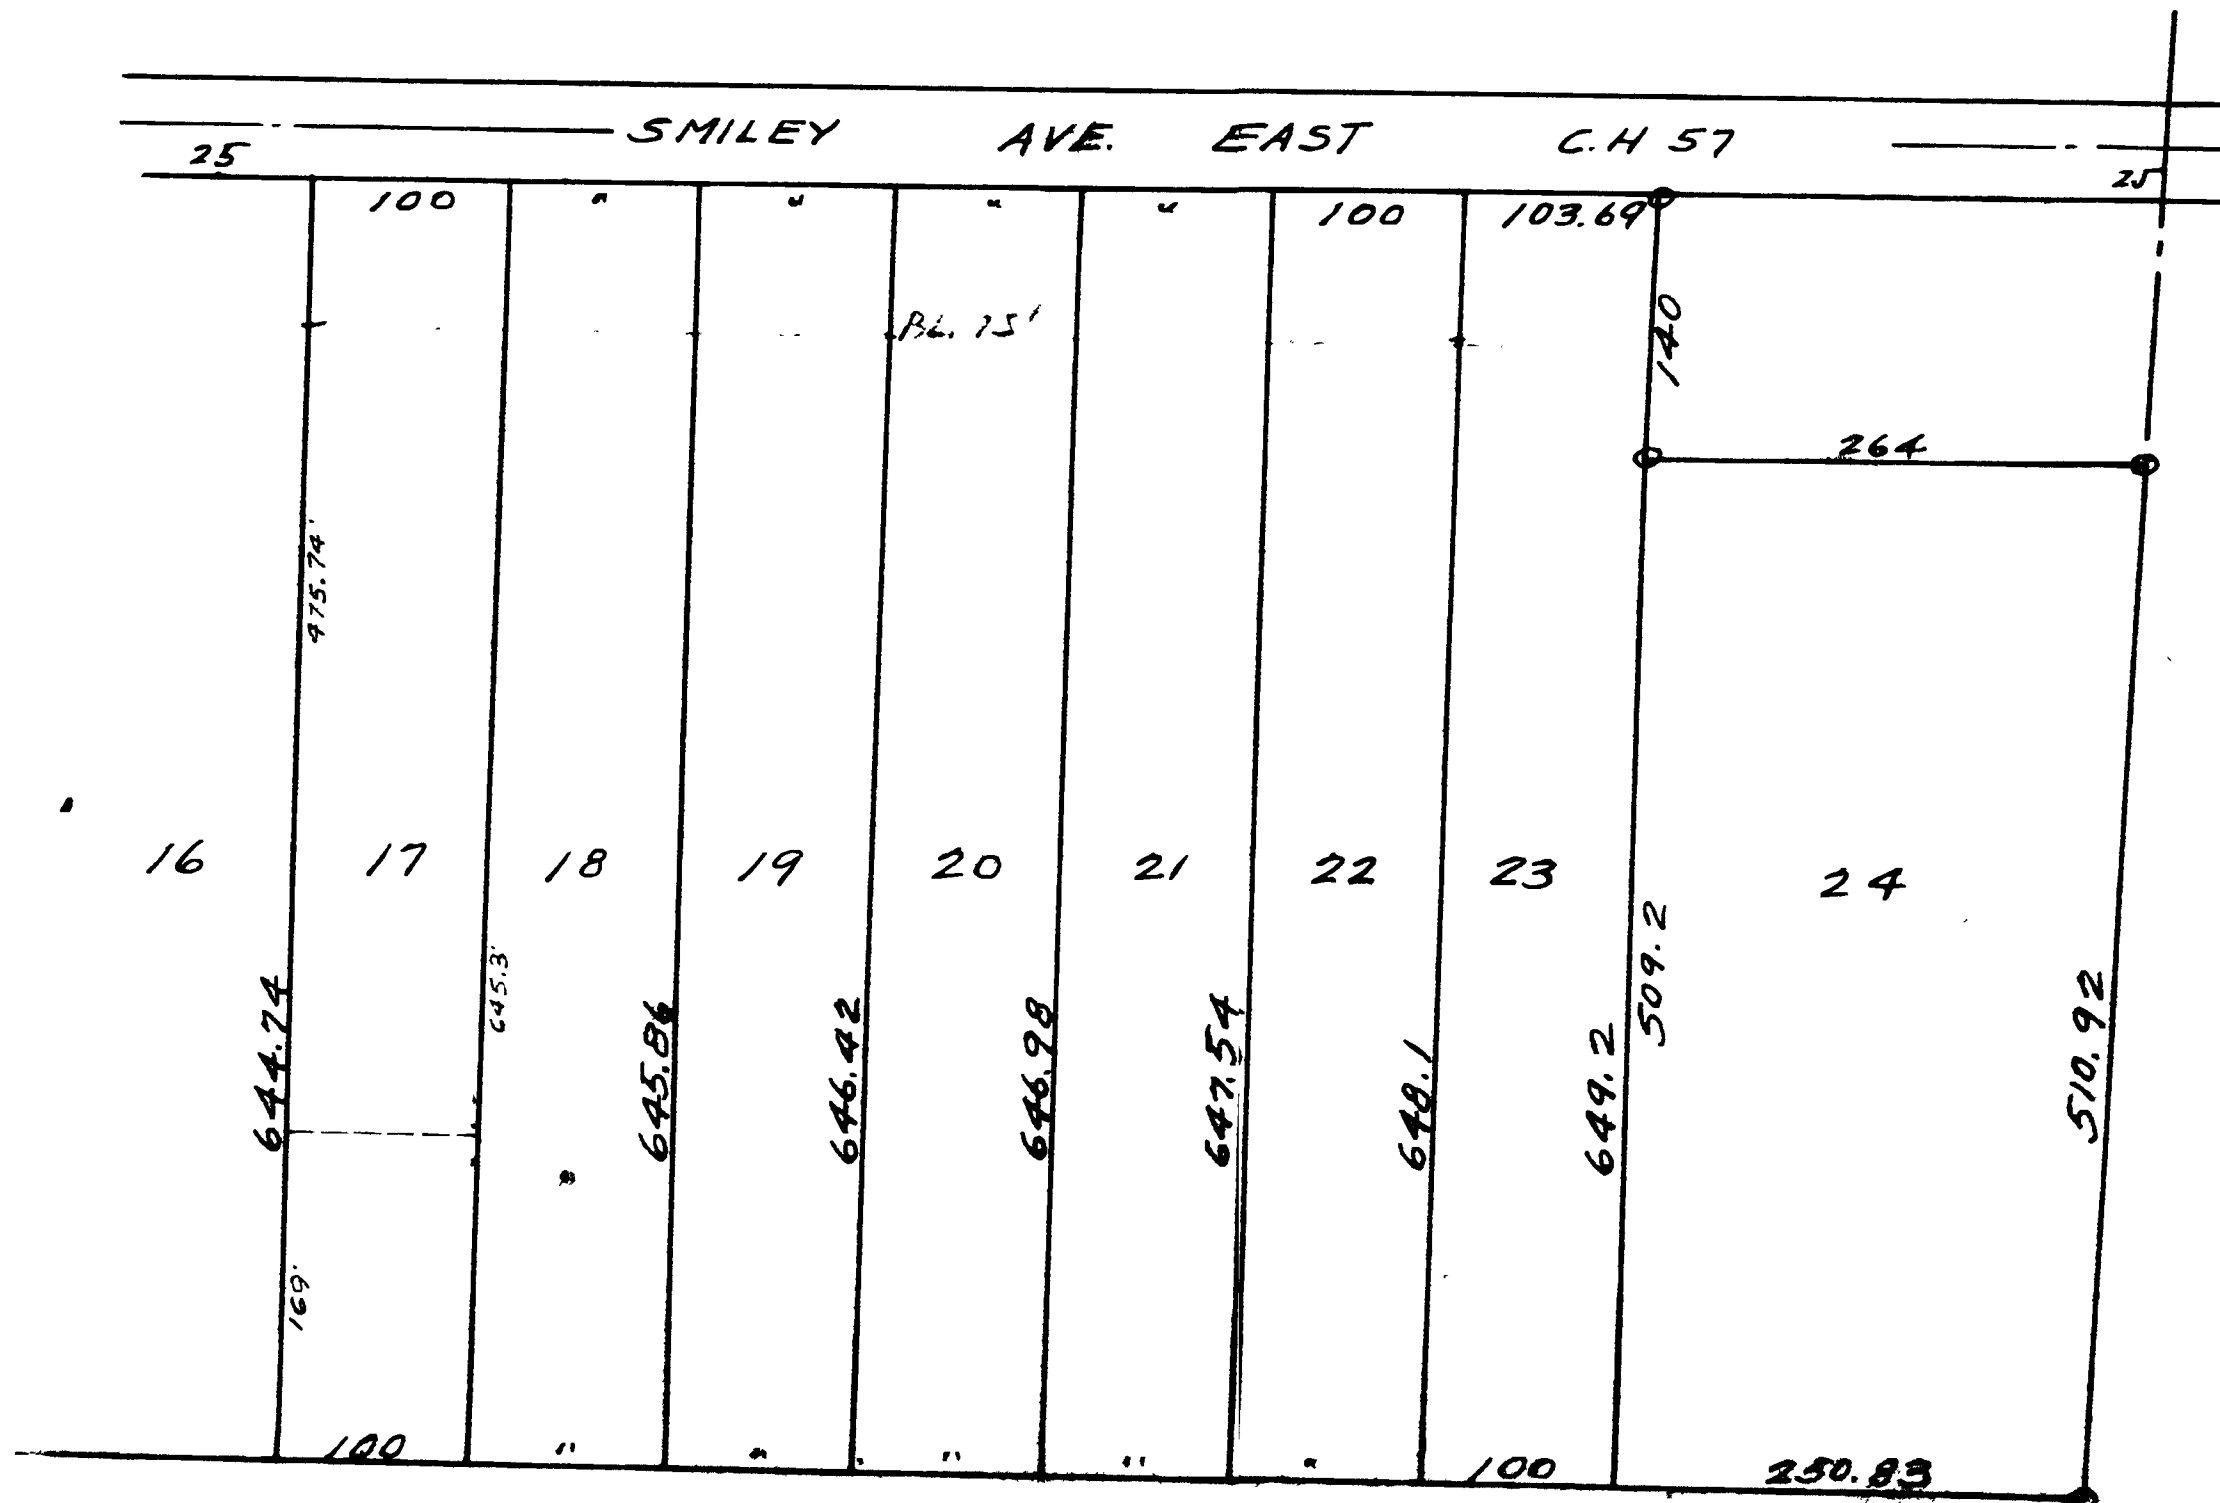 SMILEY AVE. EAST C.H 57
25 25
100 " " " " 100 103.69
BL. 75'
140
264
475.74'
16 17 18 19 20 21 22 23 24
644.74 645.3' 645.86 646.42 646.98 647.54 648.1 649.2 509.2 510.92
169'
100 " " " " " 100 250.83